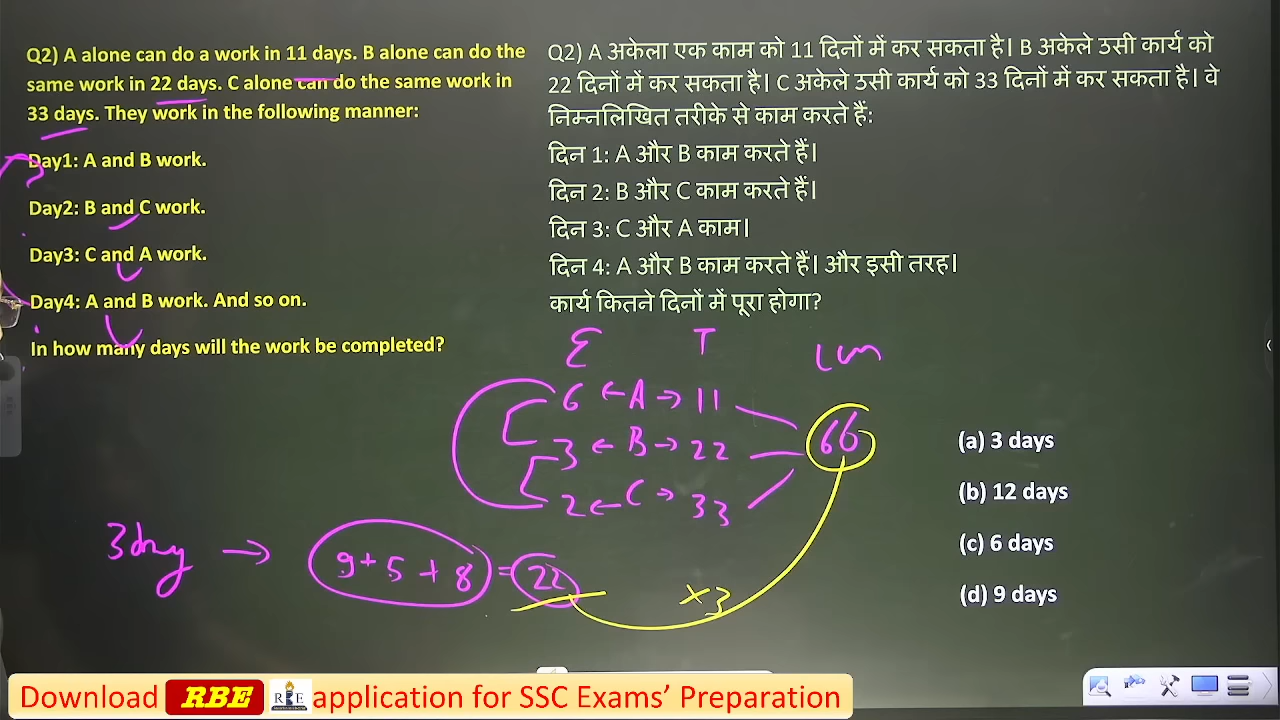 Q2) A alone can do a work in 11 days. B alone can do the
same work in 22 days. C alone can do the same work in
33 days. They work in the following manner:
Day1: A and B work.
Day2: B and C work.
Day3: C and A work.
Day4: A and B work. And so on.
In how many days will the work be completed?
Q2) A अकेला एक काम को 11 दिनों में कर सकता है। B अकेले उसी कार्य को
22 दिनों में कर सकता है। C अकेले उसी कार्य को 33 दिनों में कर सकता है। वे
निम्नलिखित तरीके से काम करते हैं:
दिन 1: A और B काम करते हैं।
दिन 2: B और C काम करते हैं।
दिन 3: C और A काम।
दिन 4: A और B काम करते हैं। और इसी तरह।
कार्य कितने दिनों में पूरा होगा?
E T LCM
6 ← A → 11
3 ← B → 22
2 ← C → 33
66
3day → 9 + 5 + 8 = 22
×3
(a) 3 days
(b) 12 days
(c) 6 days
(d) 9 days
Download RBE RBE application for SSC Exams' Preparation